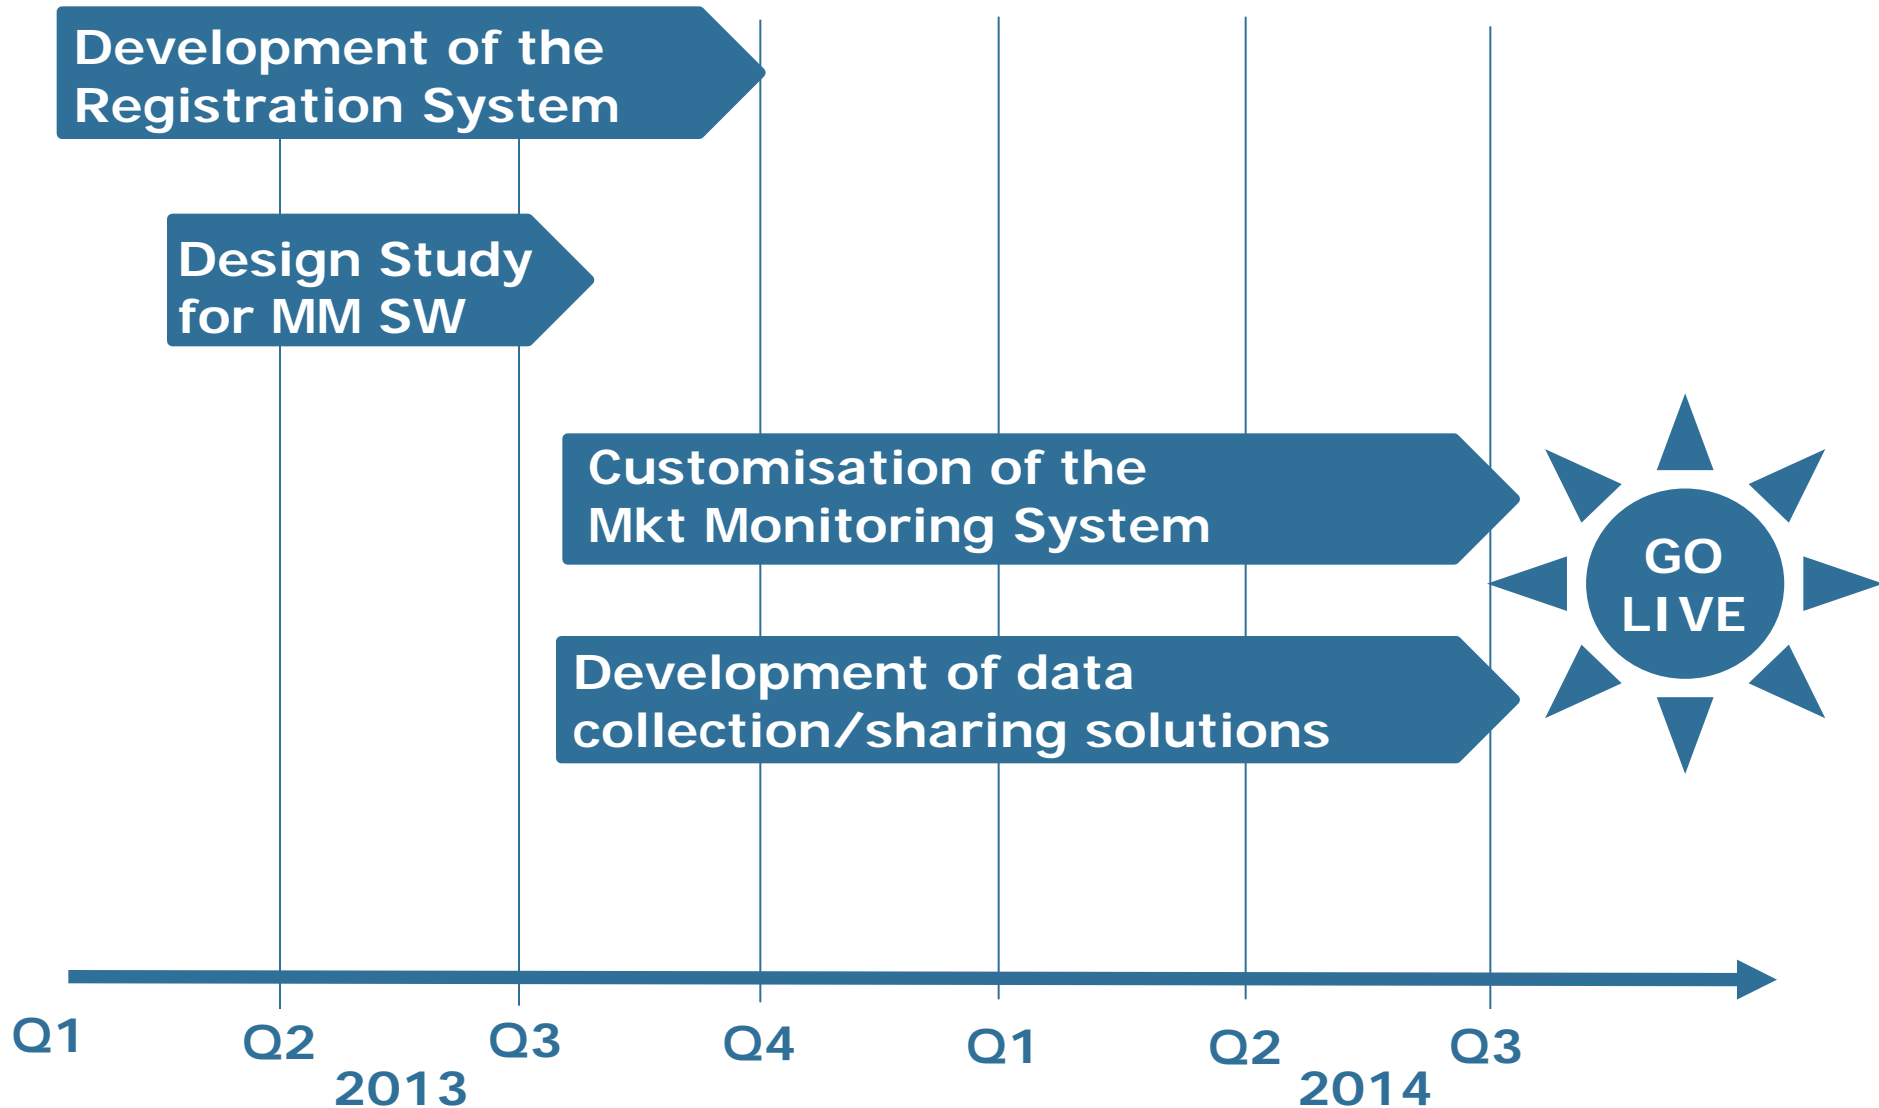 Development of the
Registration System
Design Study
for MM SW
Customisation of the
Mkt Monitoring System
GO
LIVE
Development of data
collection/sharing solutions
Q1
Q2
Q3
Q4
Q1
Q2
Q3
2013
2014